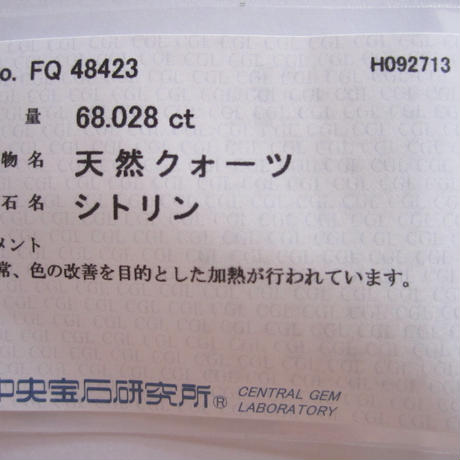 o. FQ 48423 H092713
量 68.028 ct
物名 天然クォーツ
石名 シトリン
メント
常、色の改善を目的とした加熱が行われています。
中央宝石研究所® CENTRAL GEM LABORATORY